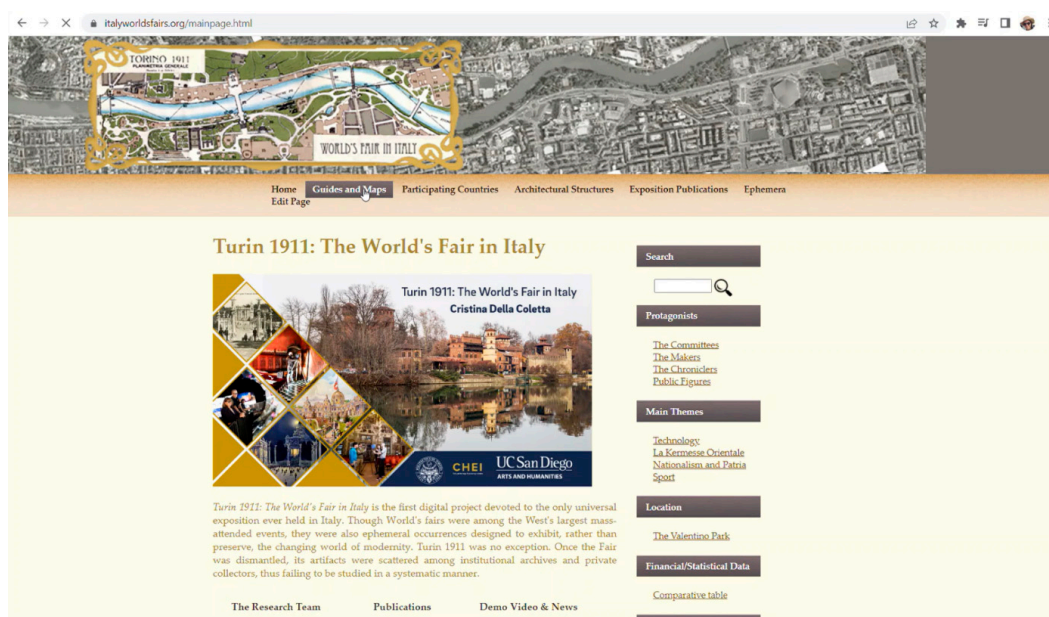 italyworldsfairs.org/mainpage.html
TORINO 1911
PLANIMETRIA GENERALE
WORLD'S FAIR IN ITALY
Home Guides and Maps Participating Countries Architectural Structures Exposition Publications Ephemera
Edit Page
Turin 1911: The World's Fair in Italy
Turin 1911: The World's Fair in Italy
Cristina Della Coletta
CHEI UC San Diego
ARTS AND HUMANITIES
Turin 1911: The World's Fair in Italy is the first digital project devoted to the only universal
exposition ever held in Italy. Though World's fairs were among the West's largest mass-
attended events, they were also ephemeral occurrences designed to exhibit, rather than
preserve, the changing world of modernity. Turin 1911 was no exception. Once the Fair
was dismantled, its artifacts were scattered among institutional archives and private
collectors, thus failing to be studied in a systematic manner.
The Research Team Publications Demo Video & News
Search
Protagonists
The Committees
The Makers
The Chroniclers
Public Figures
Main Themes
Technology
La Kermesse Orientale
Nationalism and Patria
Sport
Location
The Valentino Park
Financial/Statistical Data
Comparative table